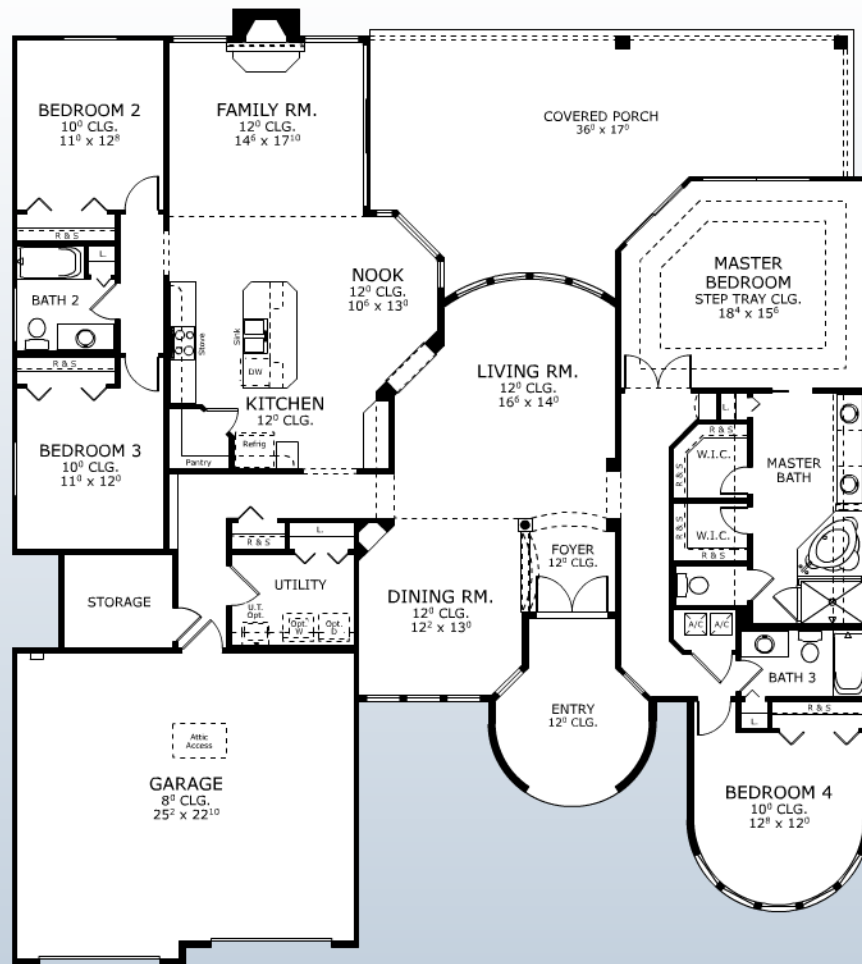 BEDROOM 2
10⁰ CLG.
11⁰ x 12⁸
FAMILY RM.
12⁰ CLG.
14⁶ x 17¹⁰
COVERED PORCH
36⁰ x 17⁰
R & S
L.
BATH 2
NOOK
12⁰ CLG.
10⁶ x 13⁰
MASTER
BEDROOM
STEP TRAY CLG.
18⁴ x 15⁶
Stove
Sink
DW
R & S
LIVING RM.
12⁰ CLG.
16⁶ x 14⁰
KITCHEN
12⁰ CLG.
BEDROOM 3
10⁰ CLG.
11⁰ x 12⁰
Refrig
Pantry
L.
R & S
R & S
W.I.C.
MASTER
BATH
R & S
W.I.C.
R & S
L.
R & S
UTILITY
U.T.
Opt.
Opt.
W
Opt.
D
STORAGE
FOYER
12⁰ CLG.
DINING RM.
12⁰ CLG.
12² x 13⁰
A/C
A/C
BATH 3
ENTRY
12⁰ CLG.
L.
R & S
Attic
Access
GARAGE
8⁰ CLG.
25² x 22¹⁰
BEDROOM 4
10⁰ CLG.
12⁸ x 12⁰